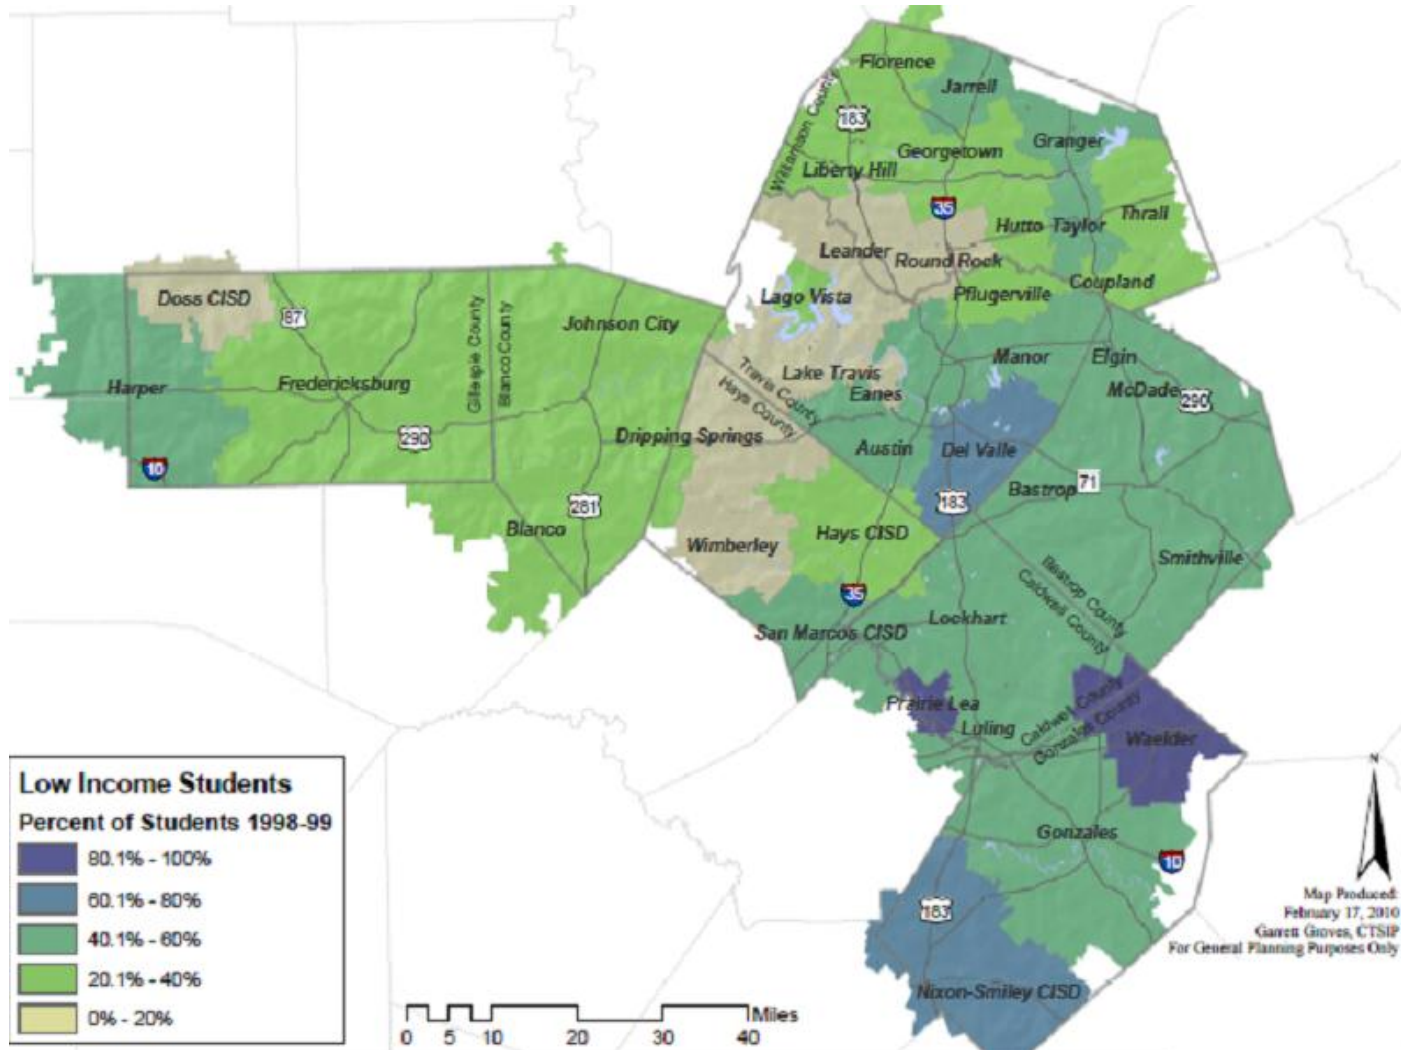 Florence
Jarrell
Williamson County
183
Granger
Georgetown
Liberty Hill
35
Thrall
Hutto
Taylor
Leander
Round Rock
Coupland
Pflugerville
Lago Vista
Doss CISD
87
Johnson City
Gillespie County
Blanco County
Manor
Elgin
Harper
Fredericksburg
Lake Travis
Travis County
Hays County
Eanes
McDade
290
290
Dripping Springs
Austin
Del Valle
10
71
Bastrop
183
281
Blanco
Hays CISD
Wimberley
Smithville
Bastrop County
Caldwell County
35
Lockhart
San Marcos CISD
Prairie Lea
Caldwell County
Gonzales County
Luling
Waelder
Gonzales
10
183
Nixon-Smiley CISD
Low Income Students
Percent of Students 1998-99
80.1% - 100%
60.1% - 80%
40.1% - 60%
20.1% - 40%
0% - 20%
Miles
0 5 10 20 30 40
N
Map Produced:
February 17, 2010
Garrett Groves, CTSIP
For General Planning Purposes Only